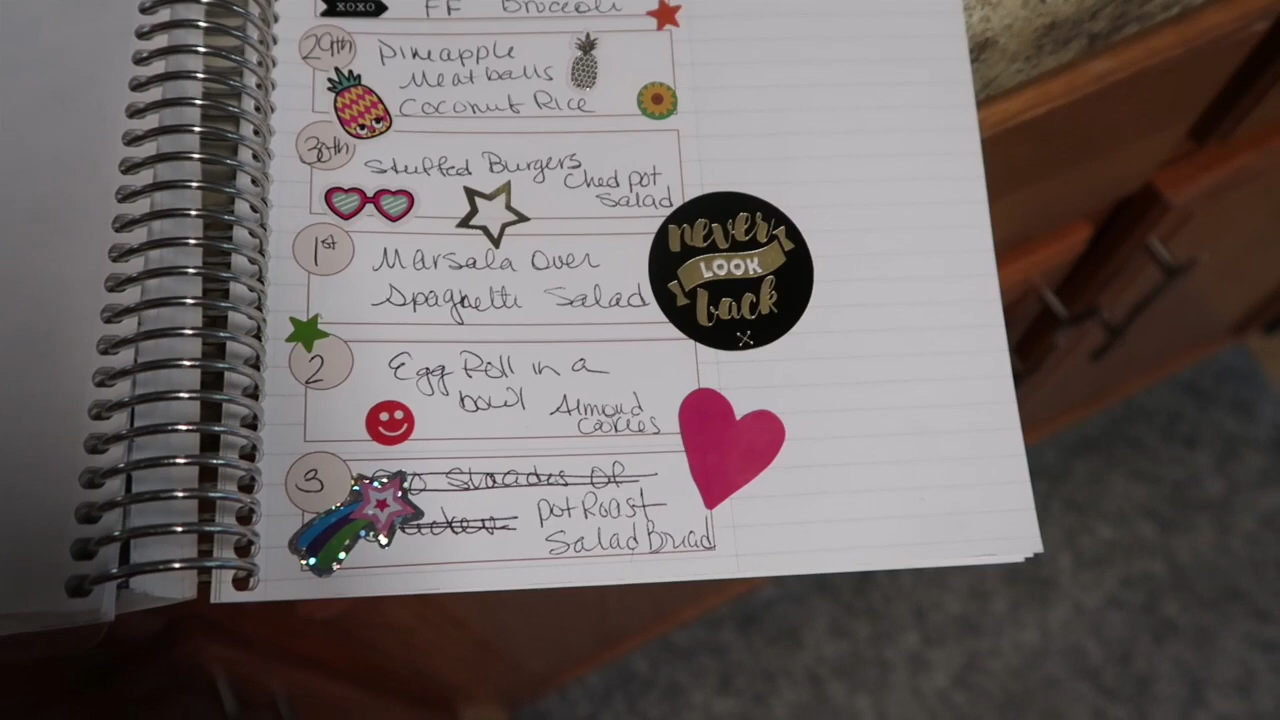 XOXO FF Broccoli
29th Pineapple
Meatballs
Coconut Rice
30th
Stuffed Burgers
Ched pot
Salad
1st Marsala Over
Spaghetti Salad
never
LOOK
back
2 Egg Roll in a
bowl Almond
Cookies
3 Of
pot Roast
Salad Bread